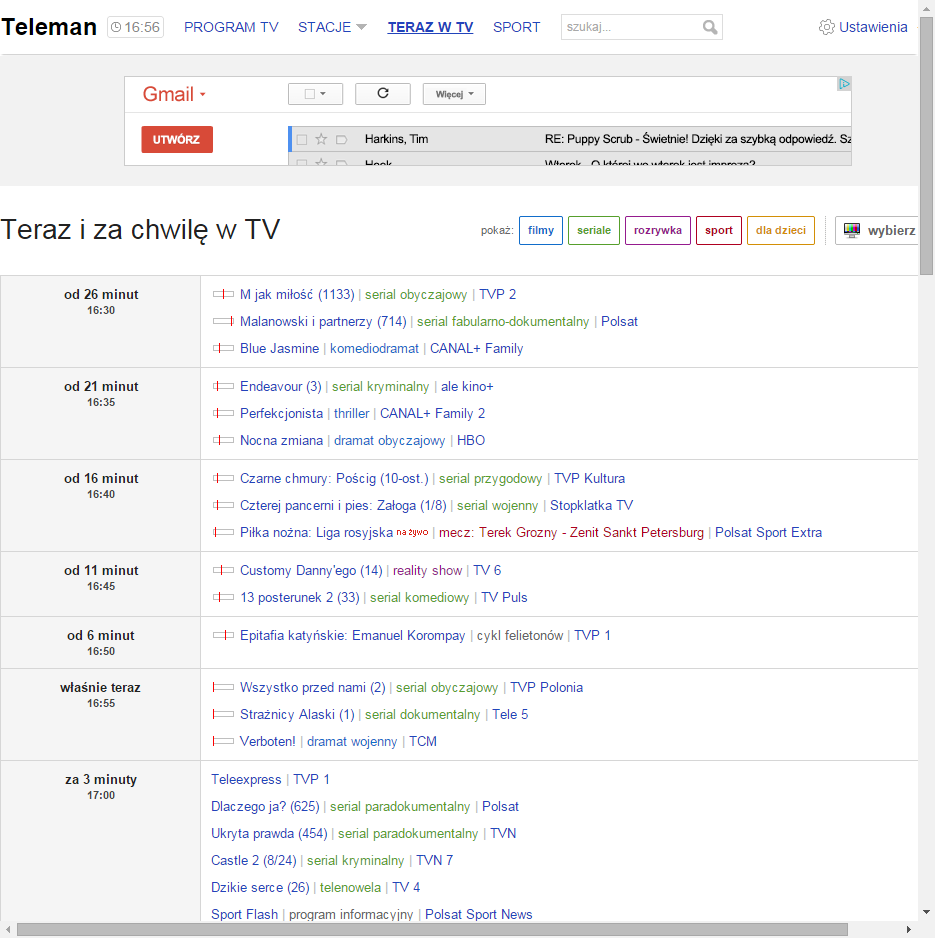 Teleman 16:56 PROGRAM TV STACJE TERAZ W TV SPORT szukaj... Ustawienia
Gmail Więcej
UTWÓRZ Harkins, Tim RE: Puppy Scrub - Świetnie! Dzięki za szybką odpowiedź. Sz
Teraz i za chwilę w TV pokaż: filmy seriale rozrywka sport dla dzieci wybierz
od 26 minut
16:30
M jak miłość (1133) | serial obyczajowy | TVP 2
Malanowski i partnerzy (714) | serial fabularno-dokumentalny | Polsat
Blue Jasmine | komediodramat | CANAL+ Family
od 21 minut
16:35
Endeavour (3) | serial kryminalny | ale kino+
Perfekcjonista | thriller | CANAL+ Family 2
Nocna zmiana | dramat obyczajowy | HBO
od 16 minut
16:40
Czarne chmury: Pościg (10-ost.) | serial przygodowy | TVP Kultura
Czterej pancerni i pies: Załoga (1/8) | serial wojenny | Stopklatka TV
Piłka nożna: Liga rosyjska na żywo | mecz: Terek Grozny - Zenit Sankt Petersburg | Polsat Sport Extra
od 11 minut
16:45
Customy Danny'ego (14) | reality show | TV 6
13 posterunek 2 (33) | serial komediowy | TV Puls
od 6 minut
16:50
Epitafia katyńskie: Emanuel Korompay | cykl felietonów | TVP 1
właśnie teraz
16:55
Wszystko przed nami (2) | serial obyczajowy | TVP Polonia
Strażnicy Alaski (1) | serial dokumentalny | Tele 5
Verboten! | dramat wojenny | TCM
za 3 minuty
17:00
Teleexpress | TVP 1
Dlaczego ja? (625) | serial paradokumentalny | Polsat
Ukryta prawda (454) | serial paradokumentalny | TVN
Castle 2 (8/24) | serial kryminalny | TVN 7
Dzikie serce (26) | telenowela | TV 4
Sport Flash | program informacyjny | Polsat Sport News